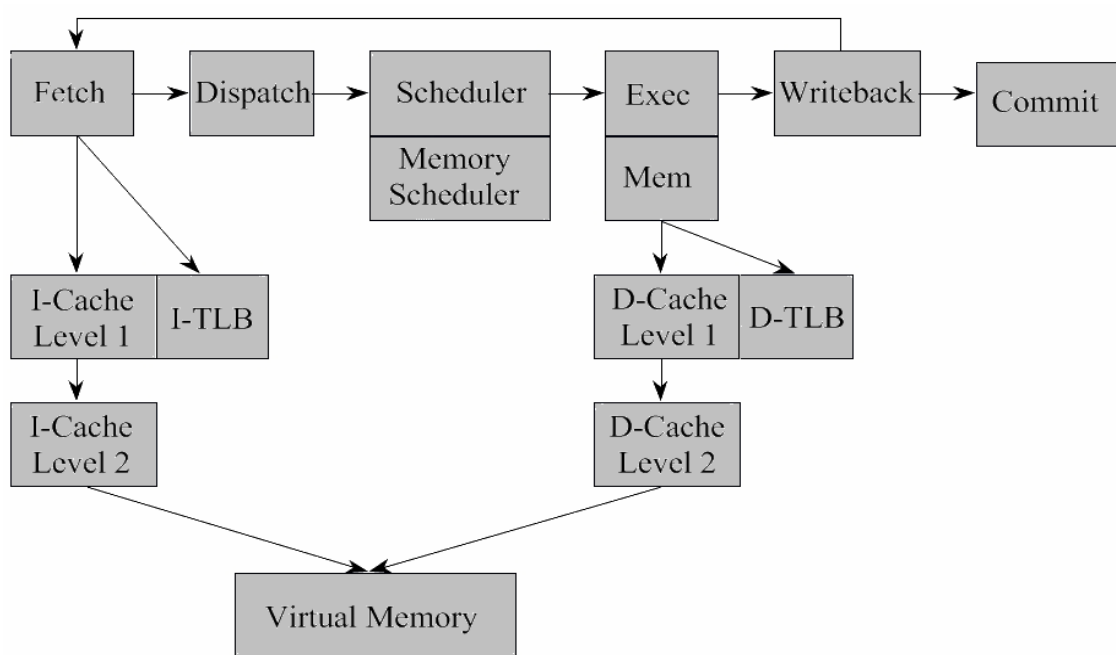 Fetch
Dispatch
Scheduler
Exec
Writeback
Commit
Memory
Scheduler
Mem
I-Cache
Level 1
I-TLB
D-Cache
Level 1
D-TLB
I-Cache
Level 2
D-Cache
Level 2
Virtual Memory